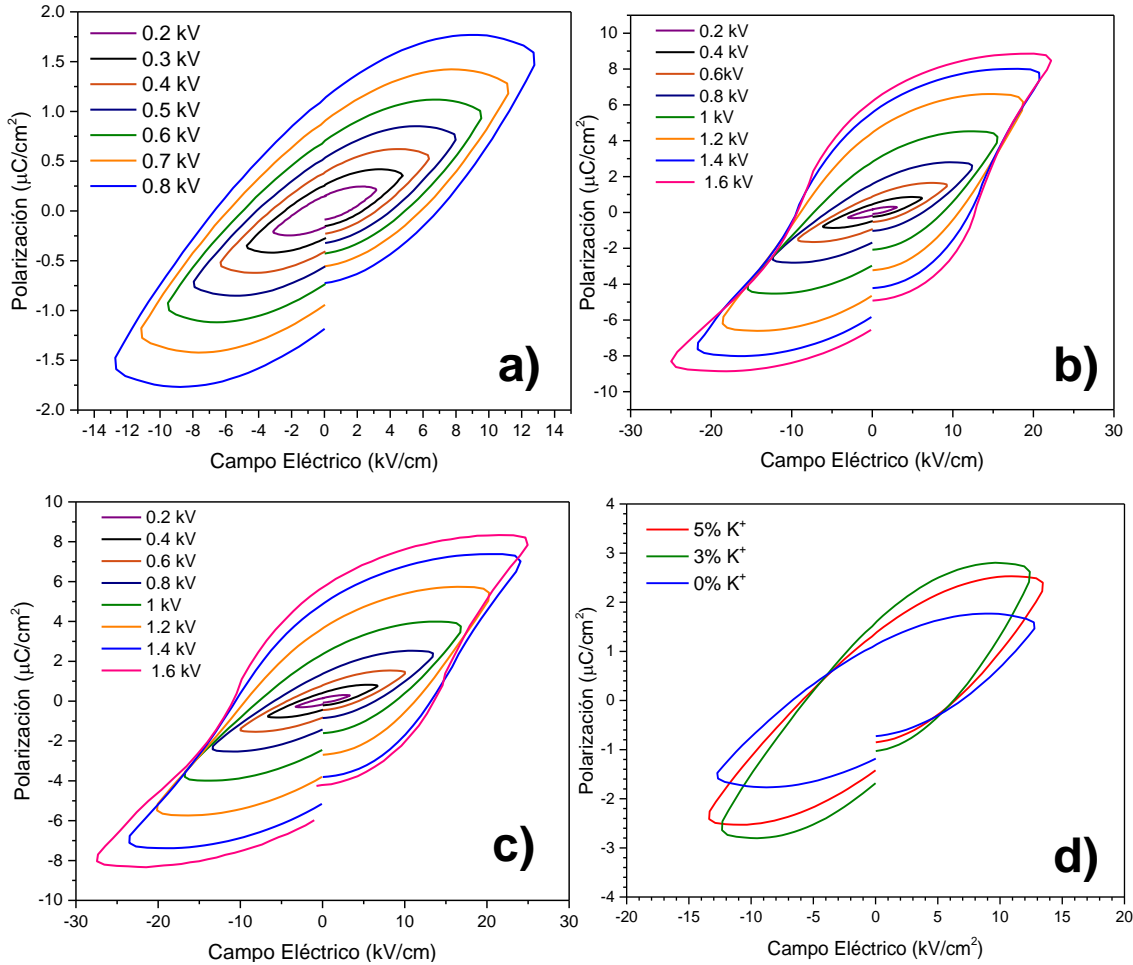 2.0
1.5
1.0
0.5
0.0
-0.5
-1.0
-1.5
-2.0
Polarización (μC/cm²)
0.2 kV
0.3 kV
0.4 kV
0.5 kV
0.6 kV
0.7 kV
0.8 kV
a)
-14 -12 -10 -8 -6 -4 -2 0 2 4 6 8 10 12 14
Campo Eléctrico (kV/cm)
10
8
6
4
2
0
-2
-4
-6
-8
-10
Polarización (μC/cm²)
0.2 kV
0.4 kV
0.6kV
0.8 kV
1 kV
1.2 kV
1.4 kV
1.6 kV
b)
-30 -20 -10 0 10 20 30
Campo Eléctrico (kV/cm)
10
8
6
4
2
0
-2
-4
-6
-8
-10
Polarización (μC/cm²)
0.2 kV
0.4 kV
0.6 kV
0.8 kV
1 kV
1.2 kV
1.4 kV
1.6 kV
c)
-30 -20 -10 0 10 20 30
Campo Eléctrico (kV/cm)
4
3
2
1
0
-1
-2
-3
-4
Polarización (μC/cm²)
5% K⁺
3% K⁺
0% K⁺
d)
-20 -15 -10 -5 0 5 10 15 20
Campo Eléctrico (kV/cm²)